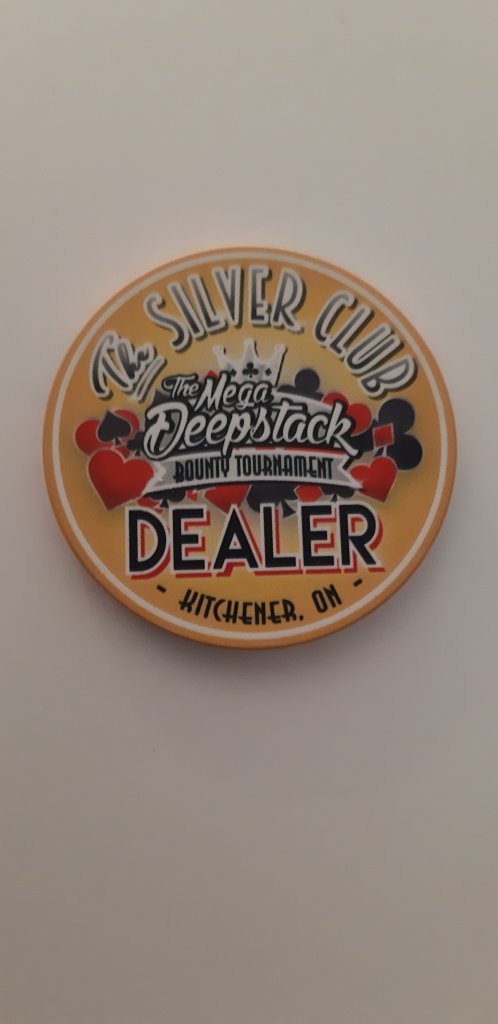 The SILVER CLUB
The Mega
Deepstack
BOUNTY TOURNAMENT
DEALER
- KITCHENER, ON -